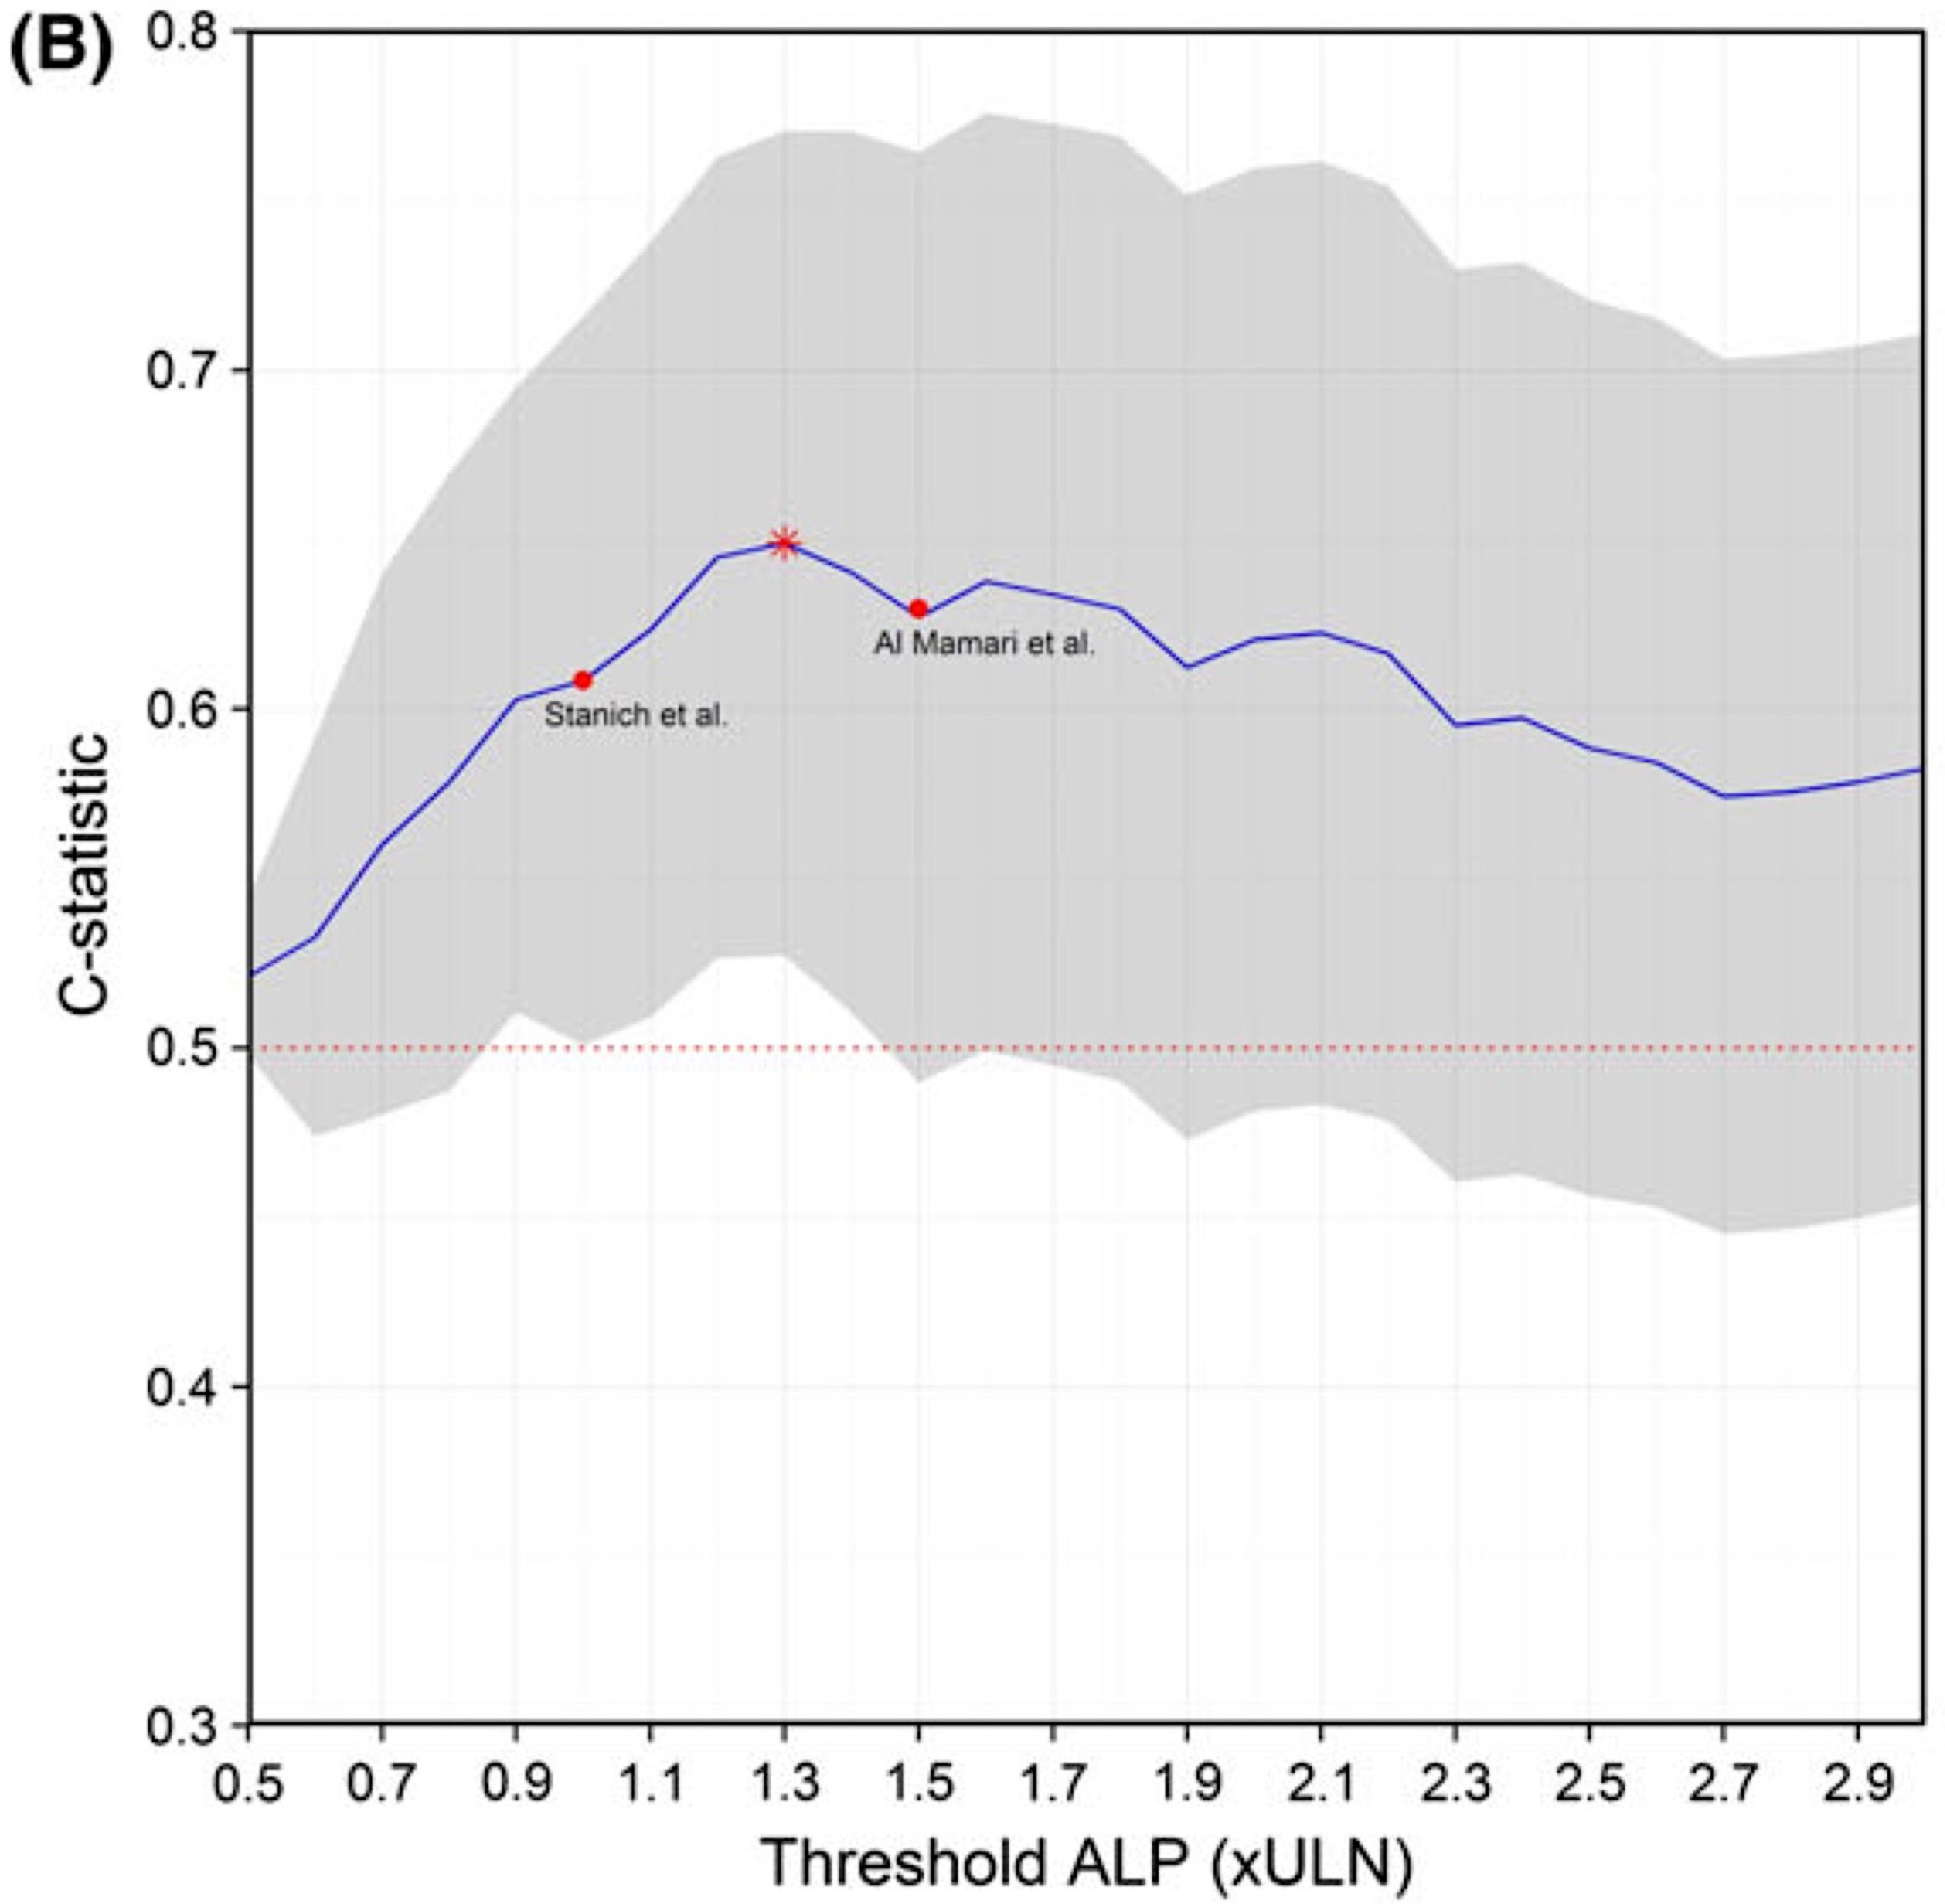 (B)
0.8
0.7
0.6
0.5
0.4
0.3
C-statistic
Al Mamari et al.
Stanich et al.
0.5 0.7 0.9 1.1 1.3 1.5 1.7 1.9 2.1 2.3 2.5 2.7 2.9
Threshold ALP (xULN)